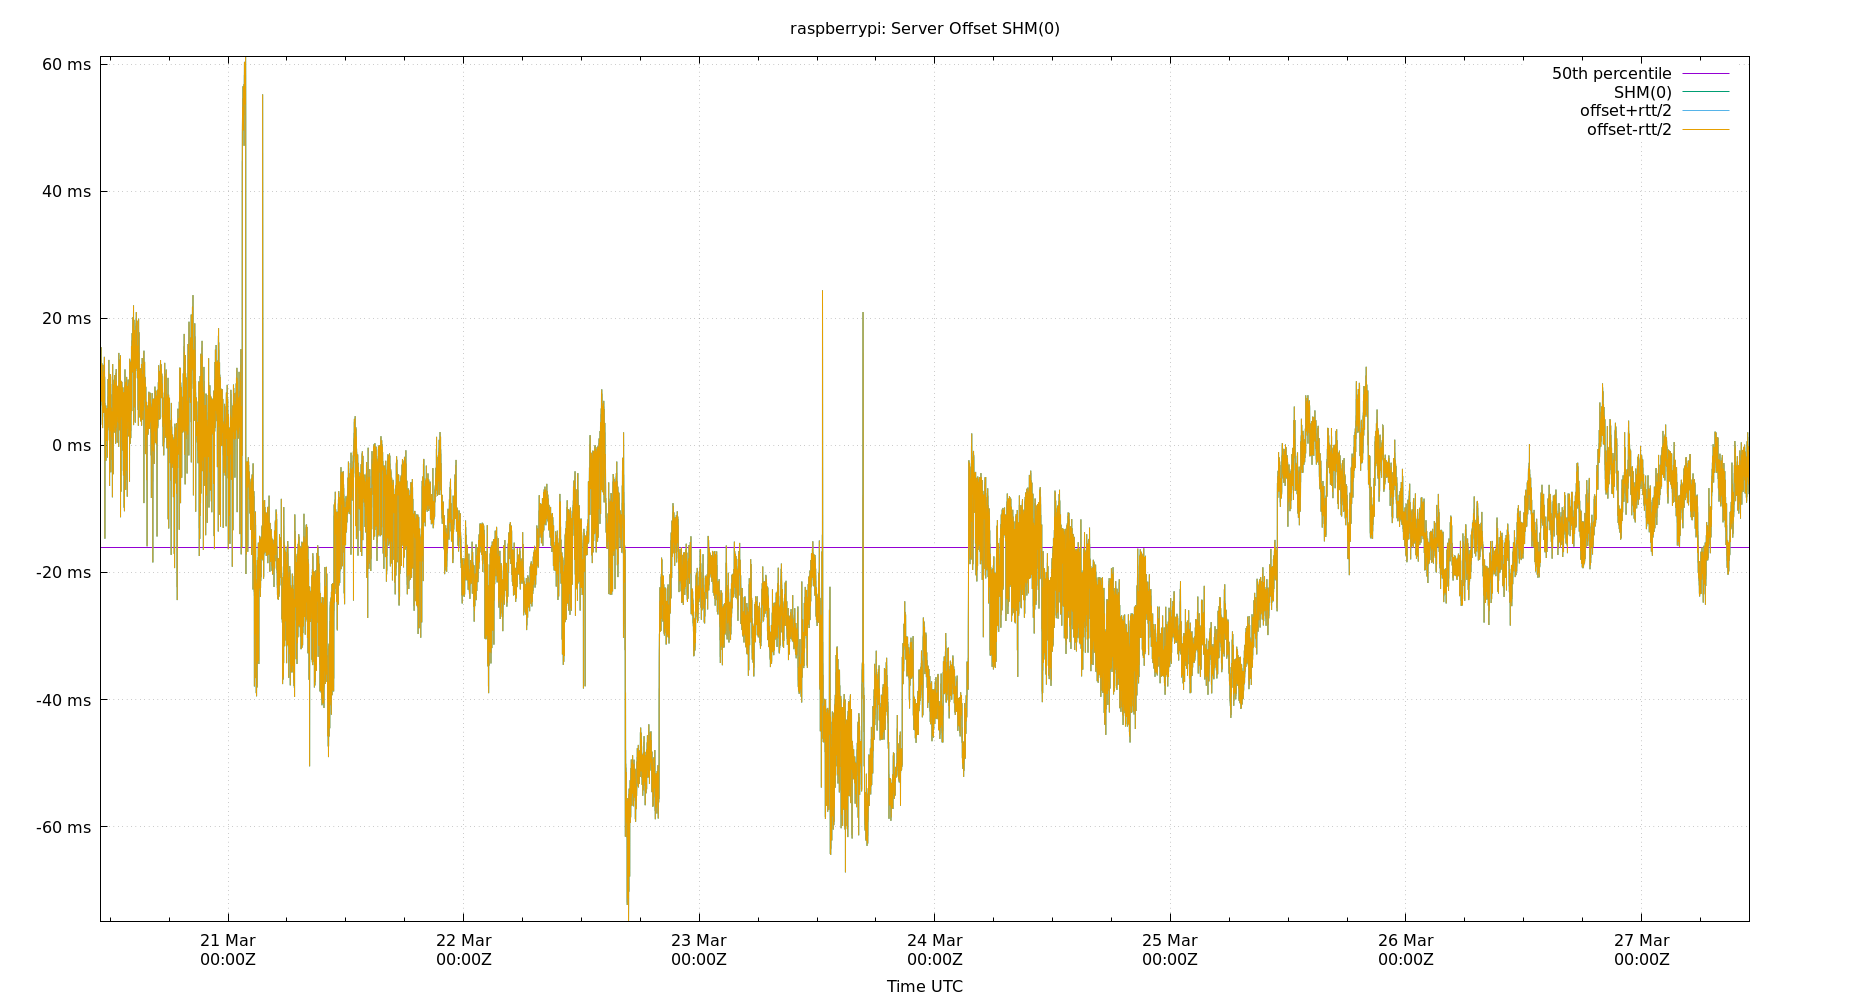 raspberrypi: Server Offset SHM(0)
60 ms
40 ms
20 ms
0 ms
-20 ms
-40 ms
-60 ms
50th percentile
SHM(0)
offset+rtt/2
offset-rtt/2
21 Mar 22 Mar 23 Mar 24 Mar 25 Mar 26 Mar 27 Mar
00:00Z 00:00Z 00:00Z 00:00Z 00:00Z 00:00Z 00:00Z
Time UTC